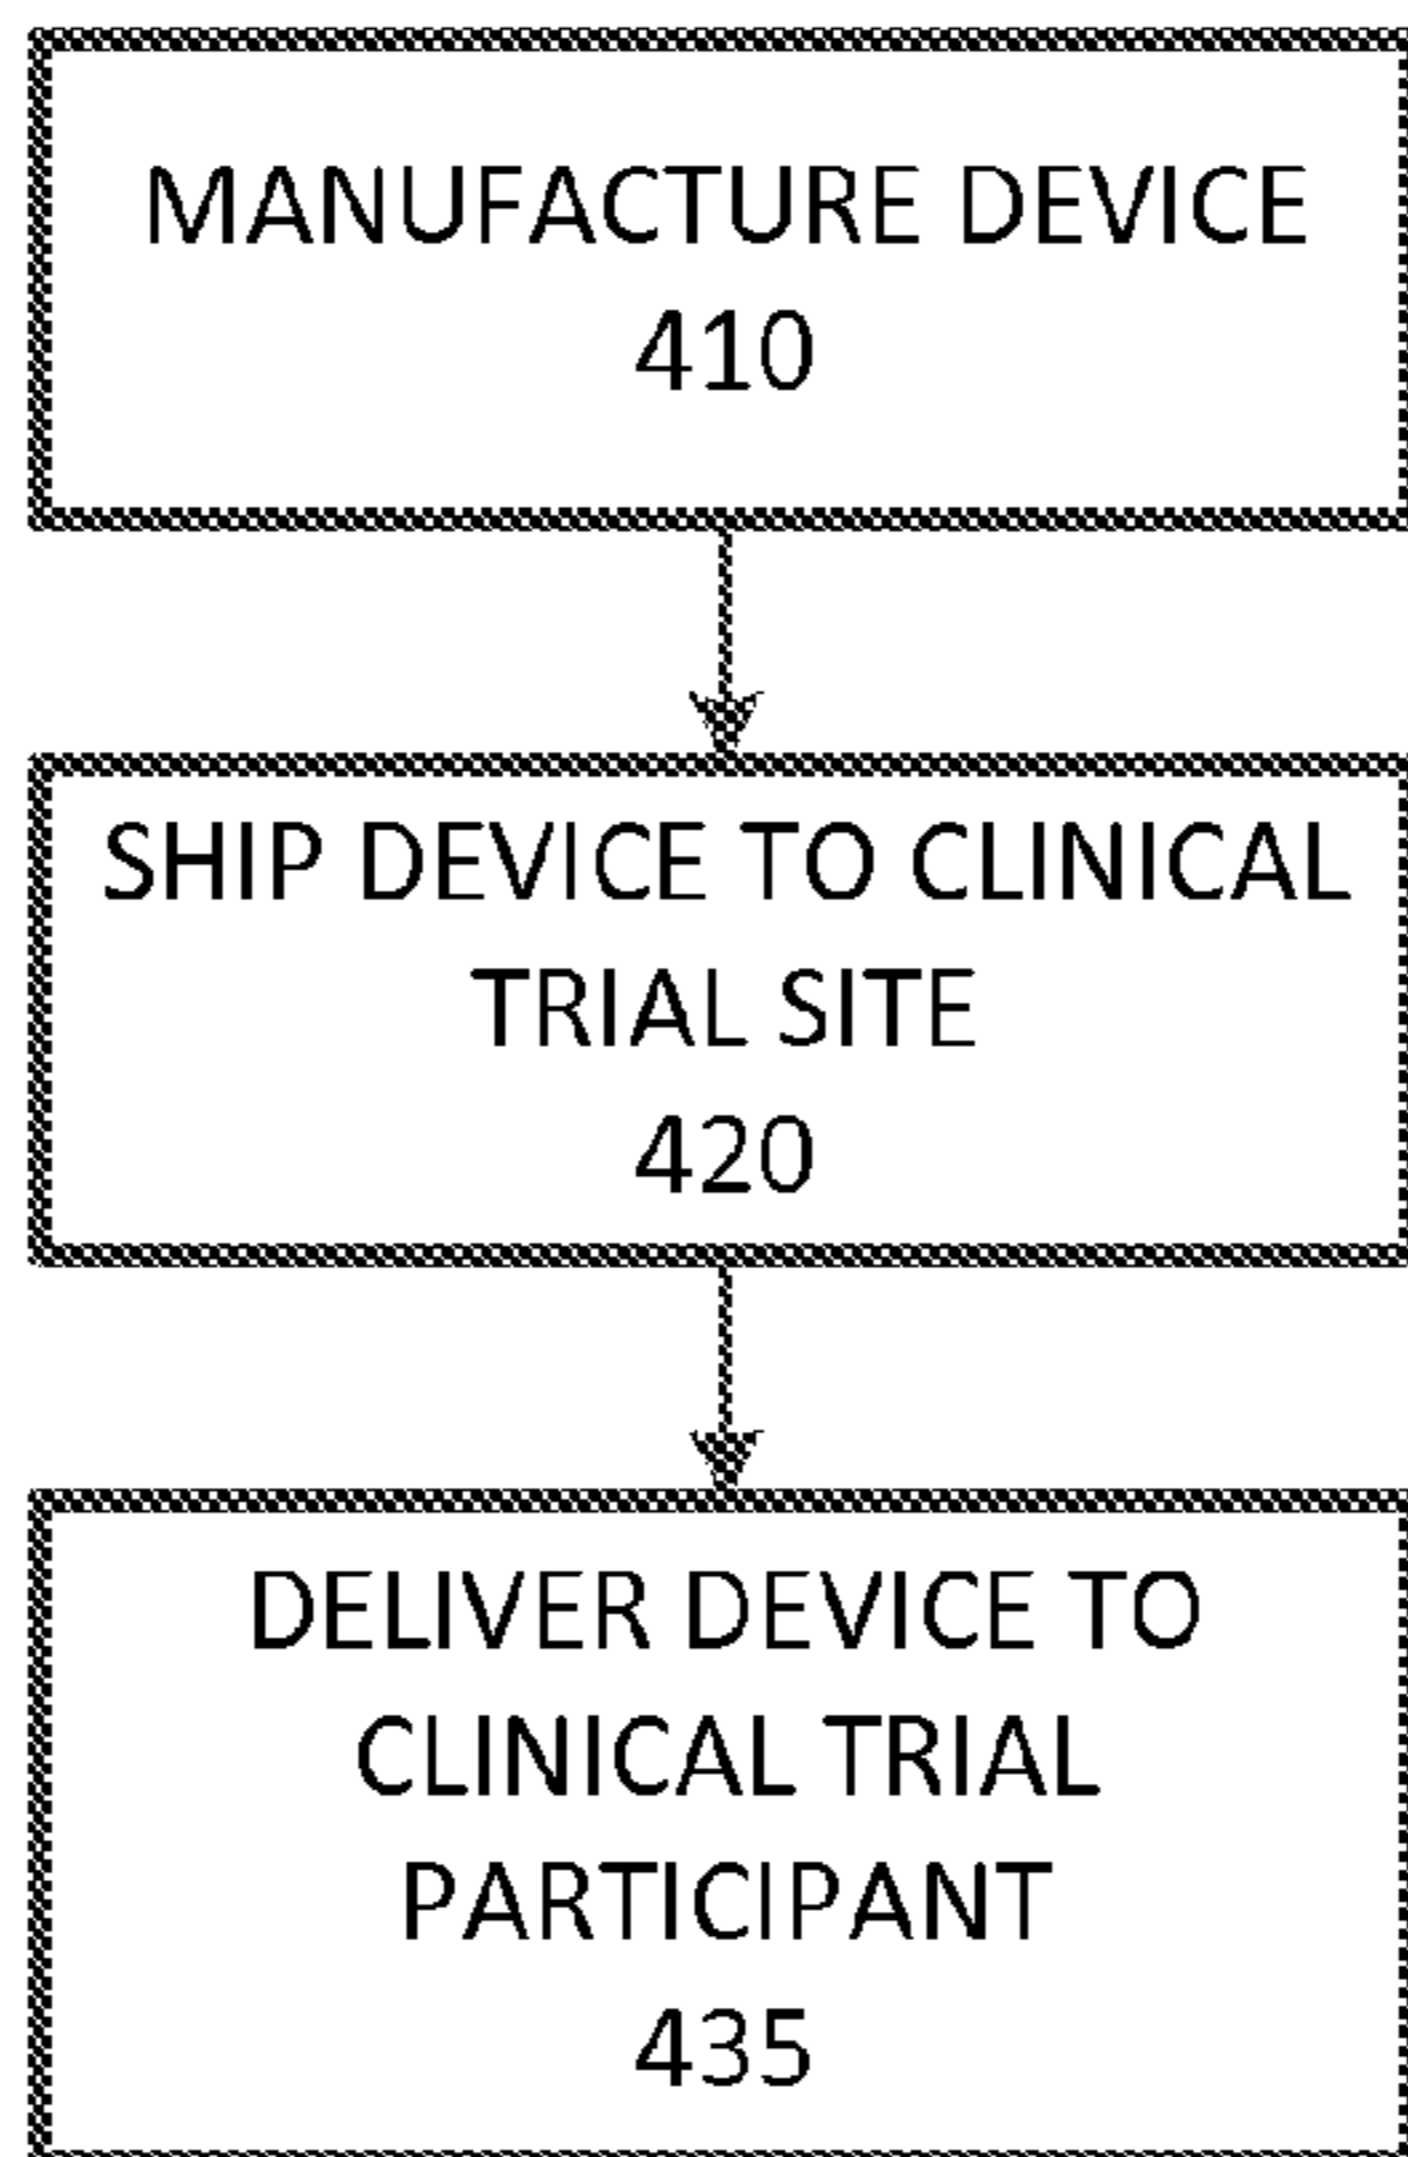 MANUFACTURE DEVICE
410
SHIP DEVICE TO CLINICAL
TRIAL SITE
420
DELIVER DEVICE TO
CLINICAL TRIAL
PARTICIPANT
435